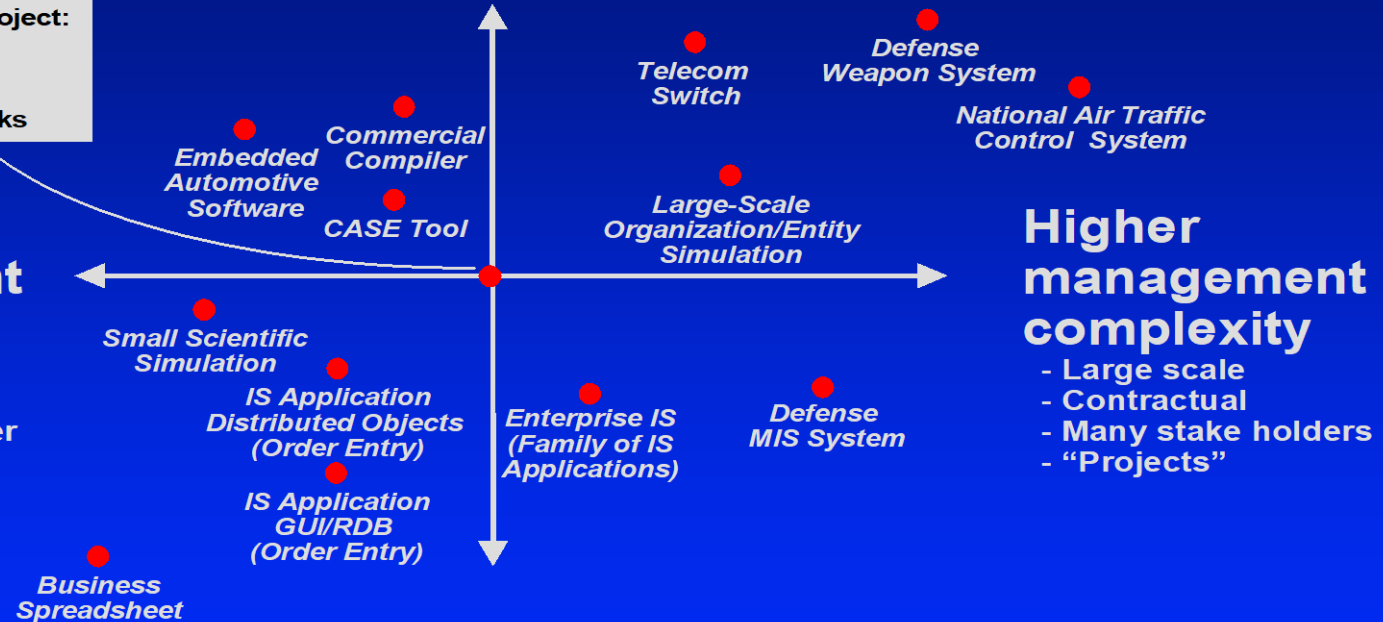 oject:
ks
Defense
Weapon System
Telecom
Switch
National Air Traffic
Control System
Commercial
Compiler
Embedded
Automotive
Software
CASE Tool
Large-Scale
Organization/Entity
Simulation
Higher
management
complexity
- Large scale
- Contractual
- Many stake holders
- “Projects”
nt
Small Scientific
Simulation
IS Application
Distributed Objects
(Order Entry)
Enterprise IS
(Family of IS
Applications)
Defense
MIS System
er
IS Application
GUI/RDB
(Order Entry)
Business
Spreadsheet